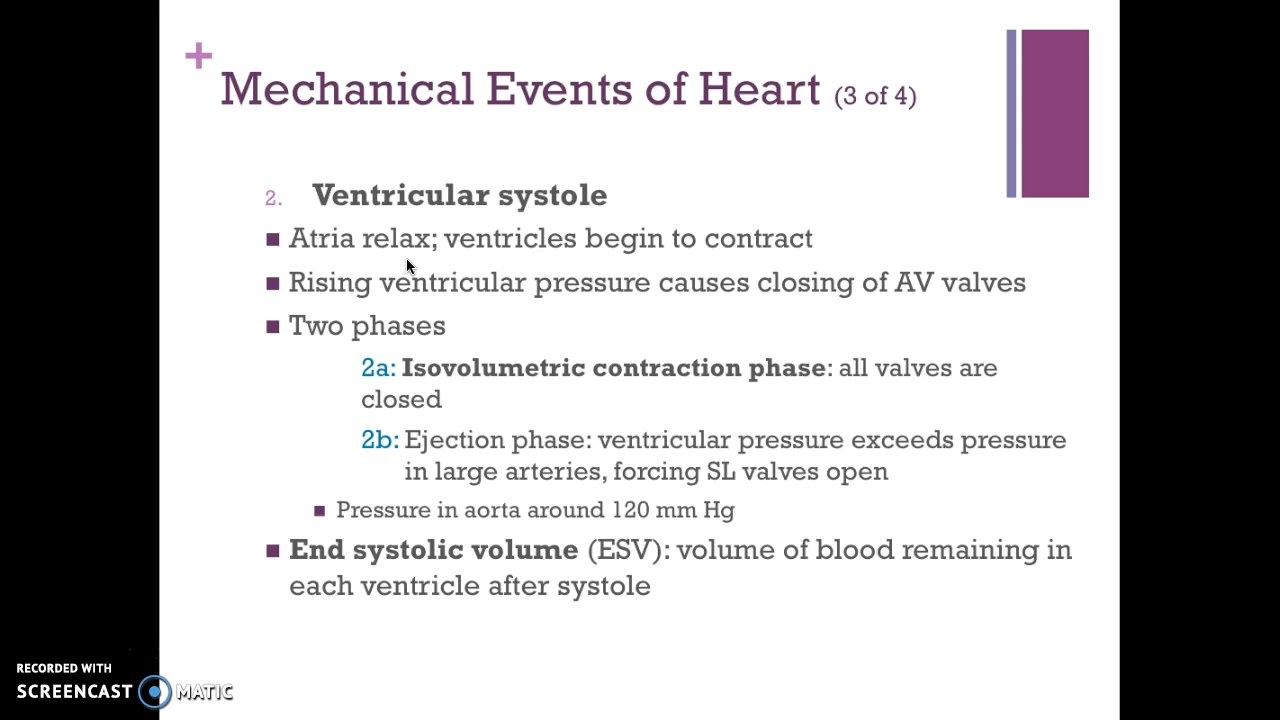 +
Mechanical Events of Heart (3 of 4)
2. Ventricular systole
Atria relax; ventricles begin to contract
Rising ventricular pressure causes closing of AV valves
Two phases
2a: Isovolumetric contraction phase: all valves are
closed
2b: Ejection phase: ventricular pressure exceeds pressure
in large arteries, forcing SL valves open
Pressure in aorta around 120 mm Hg
End systolic volume (ESV): volume of blood remaining in
each ventricle after systole
RECORDED WITH
SCREENCAST MATIC